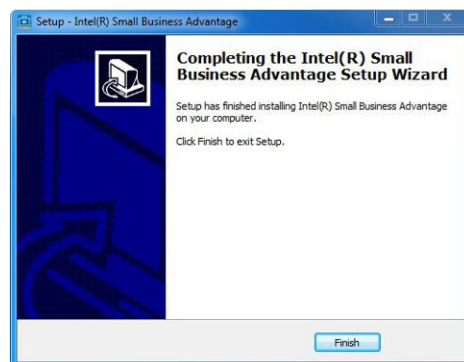 Setup - Intel(R) Small Business Advantage
Completing the Intel(R) Small
Business Advantage Setup Wizard
Setup has finished installing Intel(R) Small Business Advantage
on your computer.
Click Finish to exit Setup.
Finish